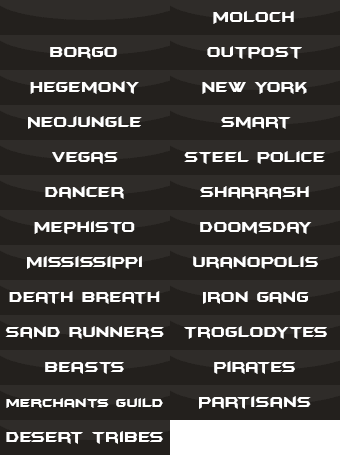 MOLOCH
BORGO
OUTPOST
HEGEMONY
NEW YORK
NEOJUNGLE
SMART
VEGAS
STEEL POLICE
DANCER
SHARRASH
MEPHISTO
DOOMSDAY
MISSISSIPPI
URANOPOLIS
DEATH BREATH
IRON GANG
SAND RUNNERS
TROGLODYTES
BEASTS
PIRATES
MERCHANTS GUILD
PARTISANS
DESERT TRIBES